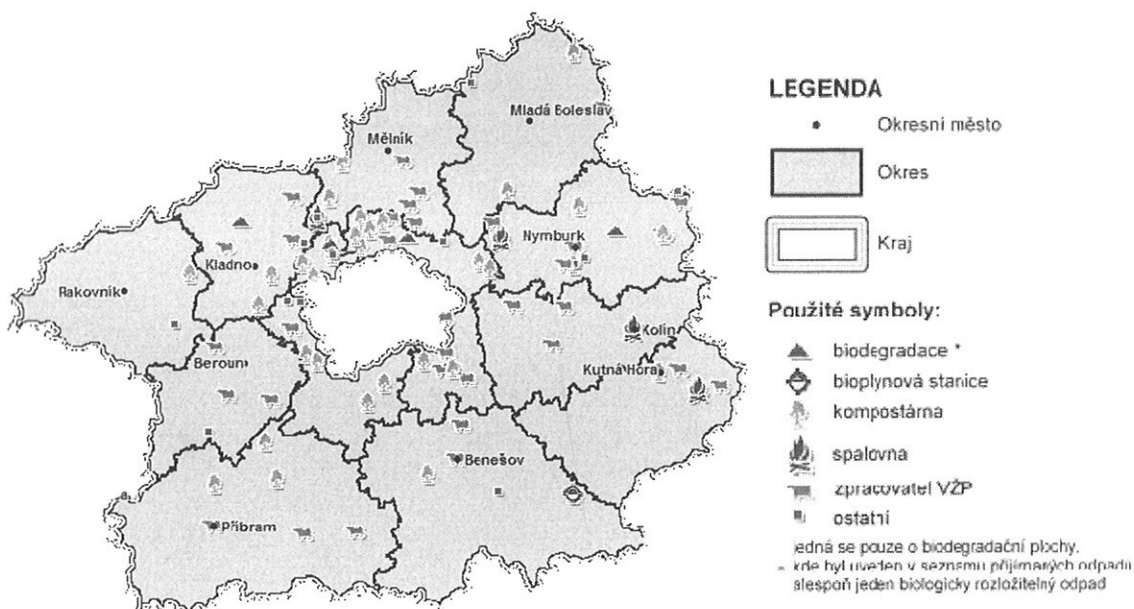 Mladá Boleslav
Mělník
Nymburk
Kladno
Rakovník
Kolín
Beroun
Kutná Hora
Benešov
Příbram
LEGENDA
Okresní město
Okres
Kraj
Použité symboly:
biodegradace *
bioplynová stanice
kompostárna
spalovna
zpracovatel VŽP
ostatní
jedná se pouze o biodegradační plochy,
* kde byl uveden v seznamu přijímaných odpadů
alespoň jeden biologicky rozložitelný odpad